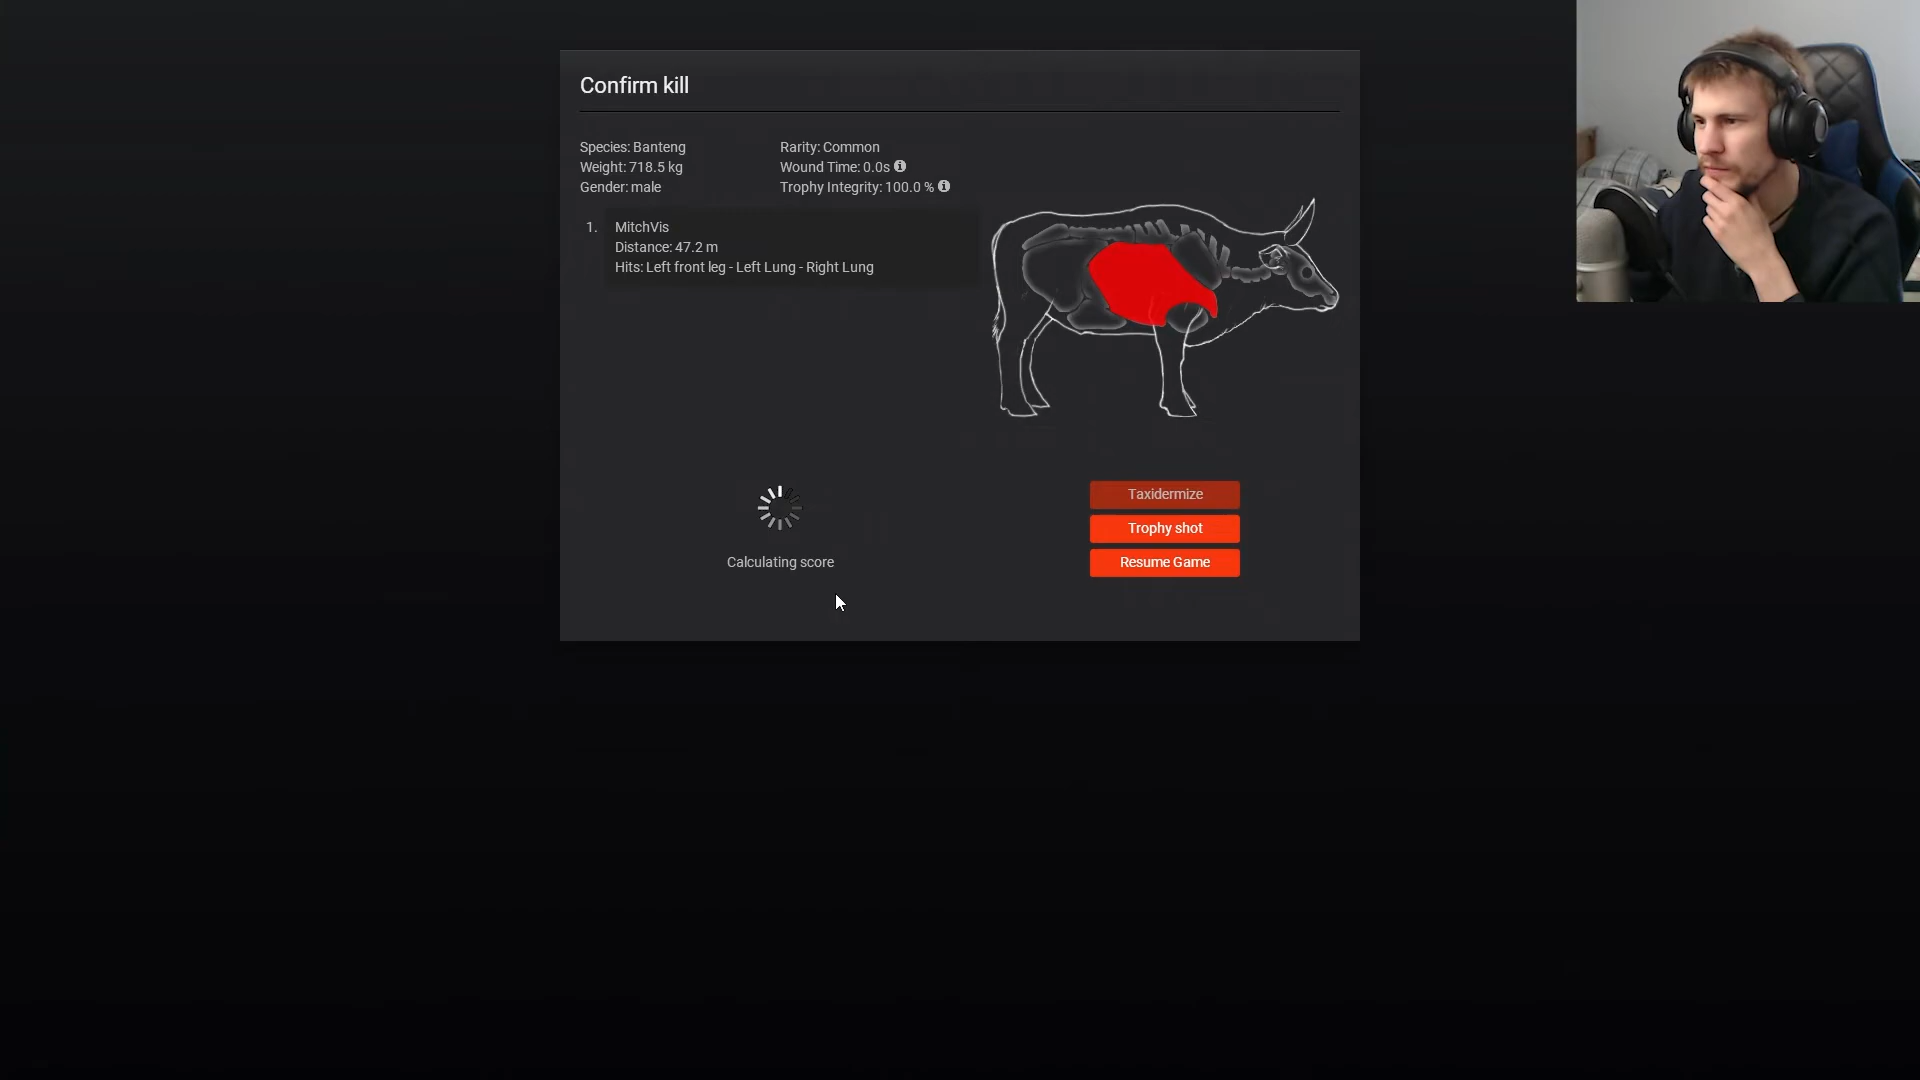 Confirm kill
Species: Banteng
Weight: 718.5 kg
Gender: male
Rarity: Common
Wound Time: 0.0s
Trophy Integrity: 100.0 %
1. MitchVis
Distance: 47.2 m
Hits: Left front leg - Left Lung - Right Lung
Calculating score
Taxidermize
Trophy shot
Resume Game